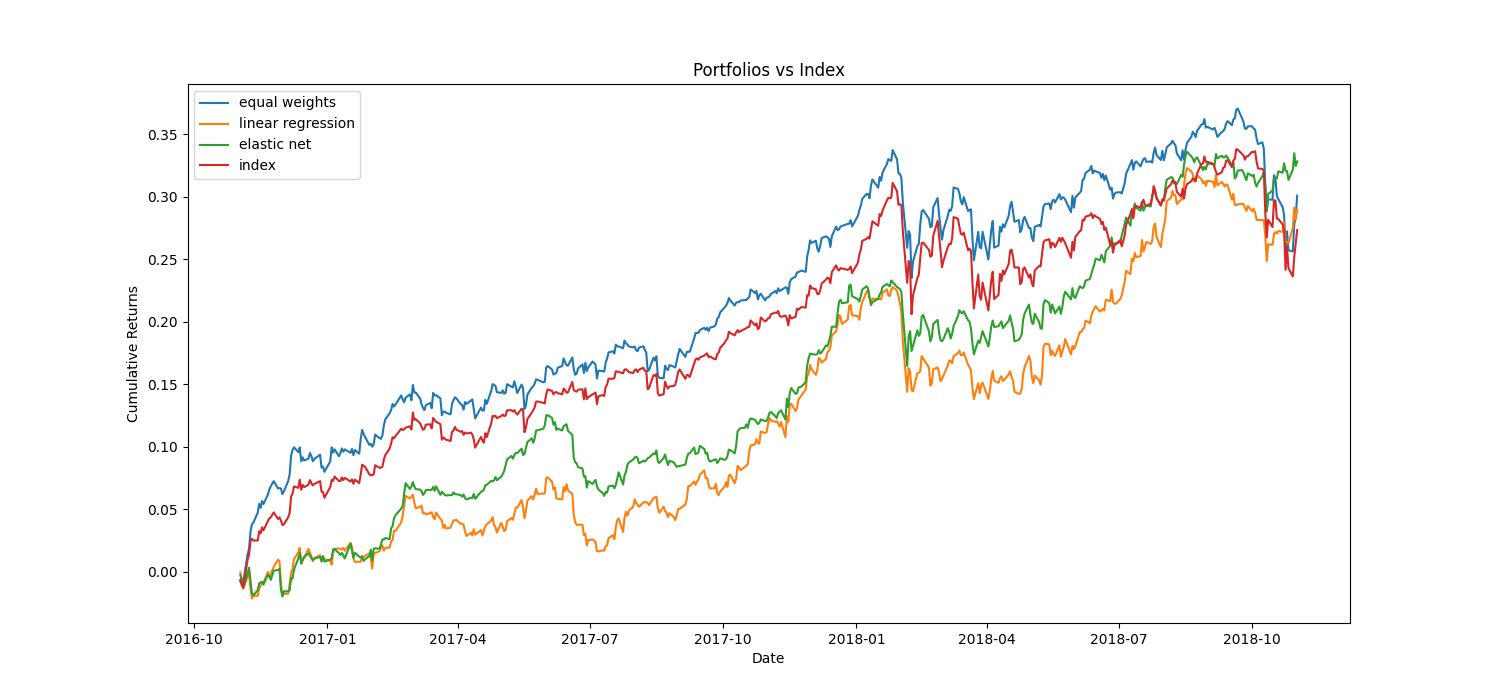 Portfolios vs Index
equal weights
linear regression
elastic net
index
Cumulative Returns
0.35
0.30
0.25
0.20
0.15
0.10
0.05
0.00
2016-10 2017-01 2017-04 2017-07 2017-10 2018-01 2018-04 2018-07 2018-10
Date